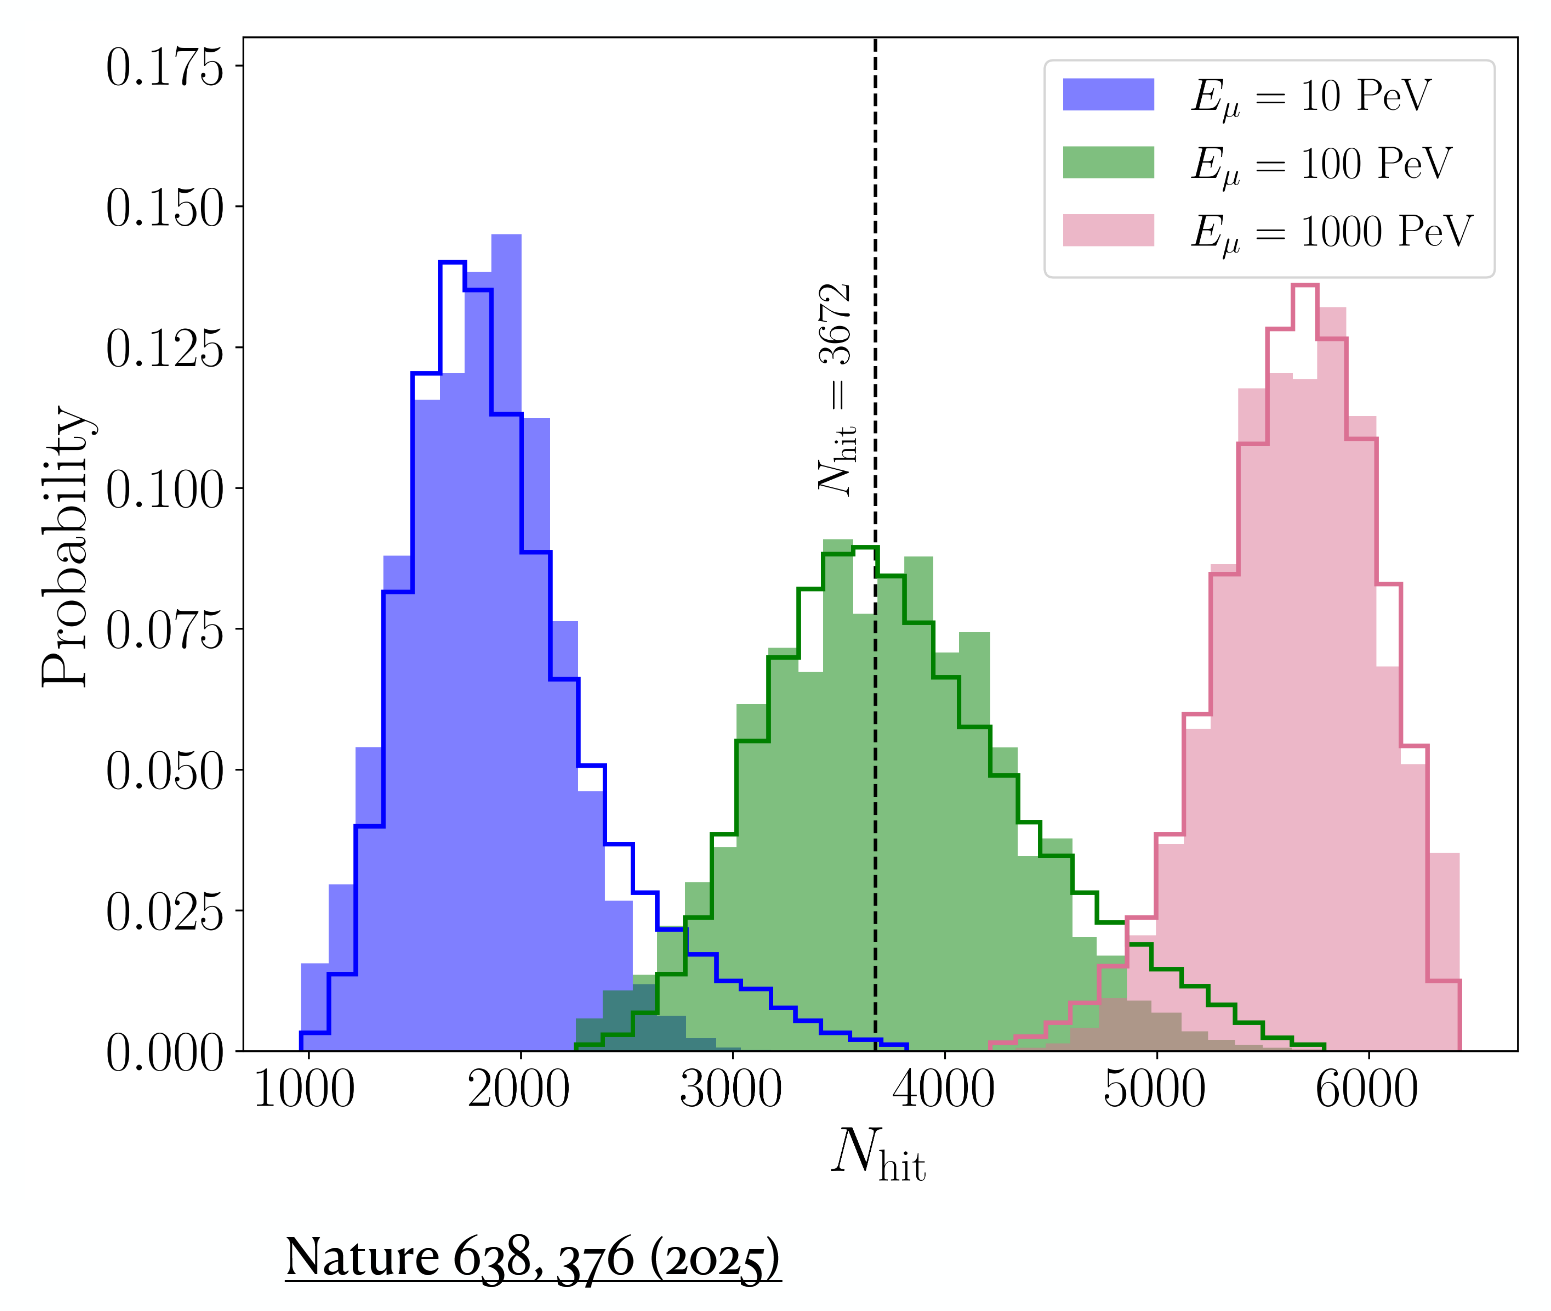 0.175
0.150
0.125
0.100
0.075
0.050
0.025
0.000
Probability
N_hit = 3672
E_μ = 10 PeV
E_μ = 100 PeV
E_μ = 1000 PeV
1000 2000 3000 4000 5000 6000
N_hit
Nature 638, 376 (2025)